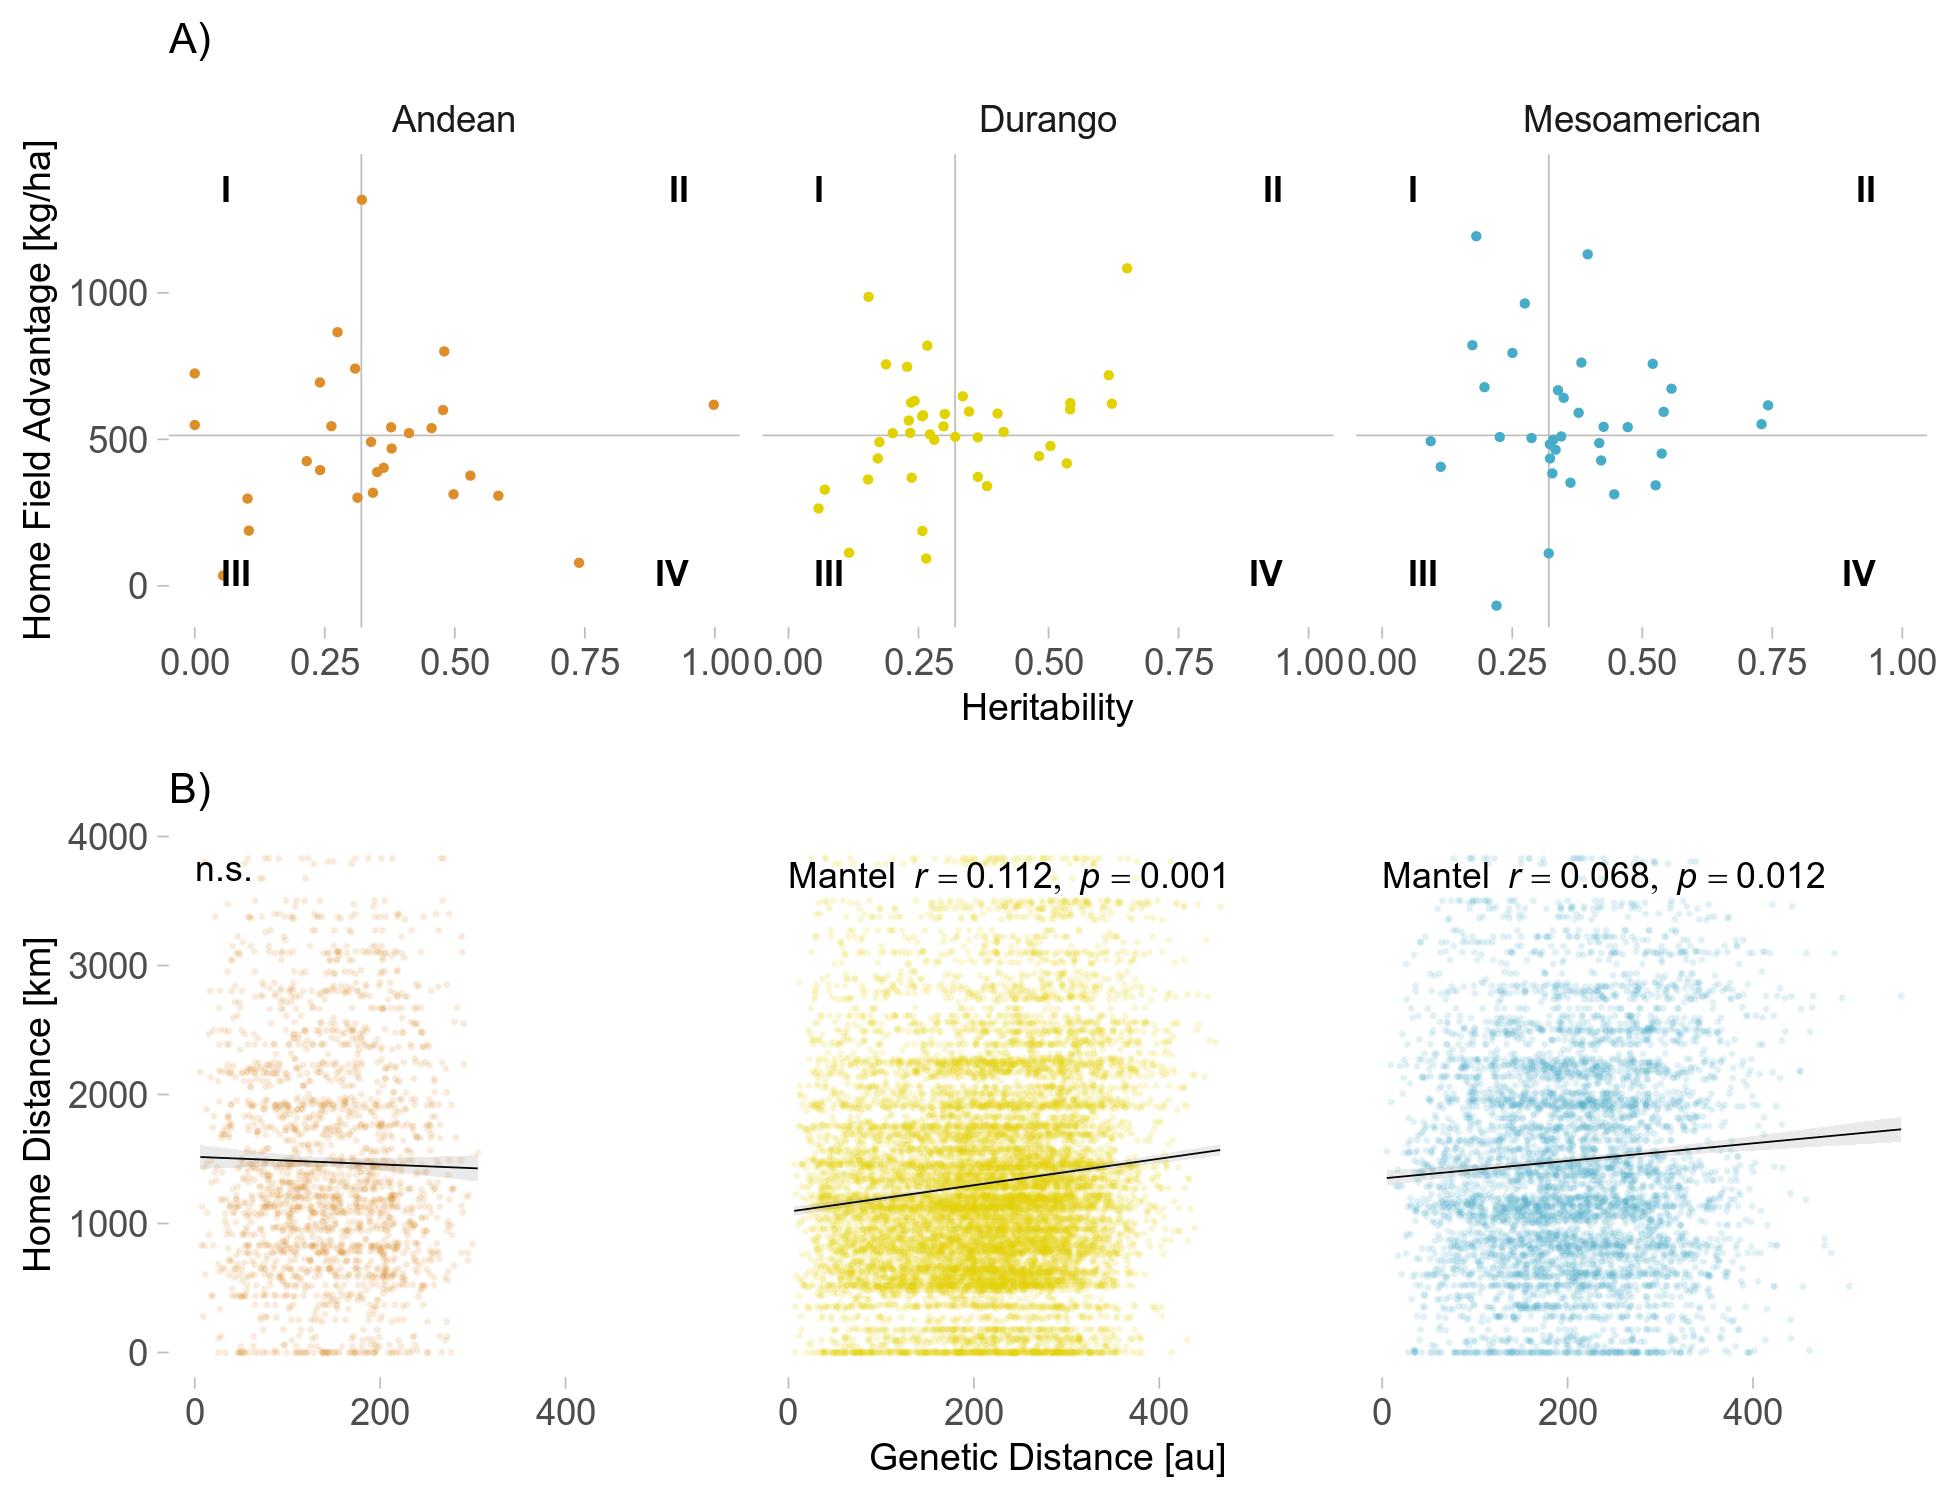 A)
Andean Durango Mesoamerican
Home Field Advantage [kg/ha]
I II I II I II
1000
500
0
III IV III IV III IV
0.00 0.25 0.50 0.75 1.00 0.00 0.25 0.50 0.75 1.00 0.00 0.25 0.50 0.75 1.00
Heritability
B)
Home Distance [km]
4000
n.s. Mantel r = 0.112, p = 0.001 Mantel r = 0.068, p = 0.012
3000
2000
1000
0
0 200 400 0 200 400 0 200 400
Genetic Distance [au]